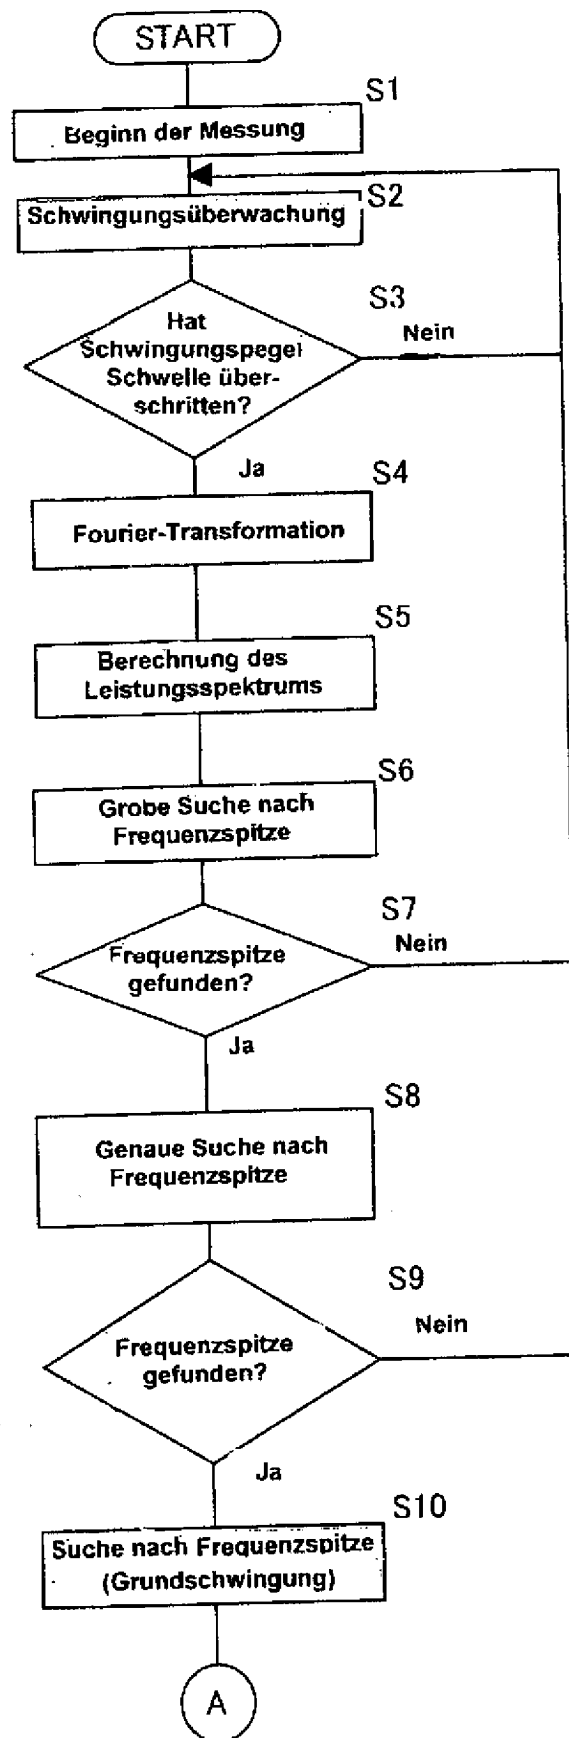 START
S1
Beginn der Messung
S2
Schwingungsüberwachung
S3
Hat
Schwingungspegel
Schwelle über-
schritten?
Nein
Ja
S4
Fourier-Transformation
S5
Berechnung des
Leistungsspektrums
S6
Grobe Suche nach
Frequenzspitze
S7
Frequenzspitze
gefunden?
Nein
Ja
S8
Genaue Suche nach
Frequenzspitze
S9
Frequenzspitze
gefunden?
Nein
Ja
S10
Suche nach Frequenzspitze
(Grundschwingung)
A